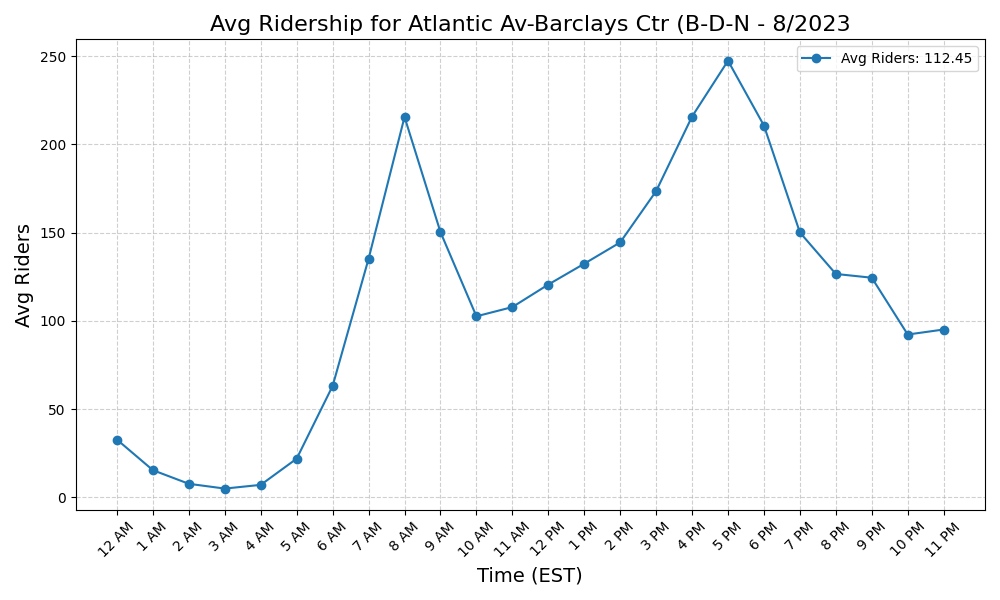 Avg Ridership for Atlantic Av-Barclays Ctr (B-D-N - 8/2023
Avg Riders: 112.45
Avg Riders
250
200
150
100
50
0
12 AM 1 AM 2 AM 3 AM 4 AM 5 AM 6 AM 7 AM 8 AM 9 AM 10 AM 11 AM 12 PM 1 PM 2 PM 3 PM 4 PM 5 PM 6 PM 7 PM 8 PM 9 PM 10 PM 11 PM
Time (EST)